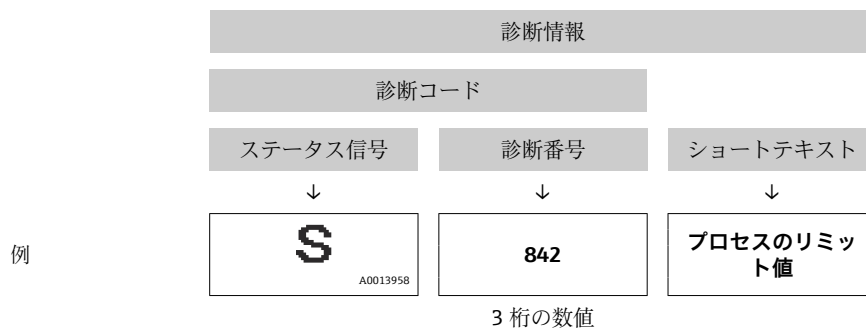 診断情報
診断コード
ステータス信号 診断番号 ショートテキスト
↓ ↓ ↓
例 S A0013958 842 プロセスのリミッ
ト値
3 桁の数値